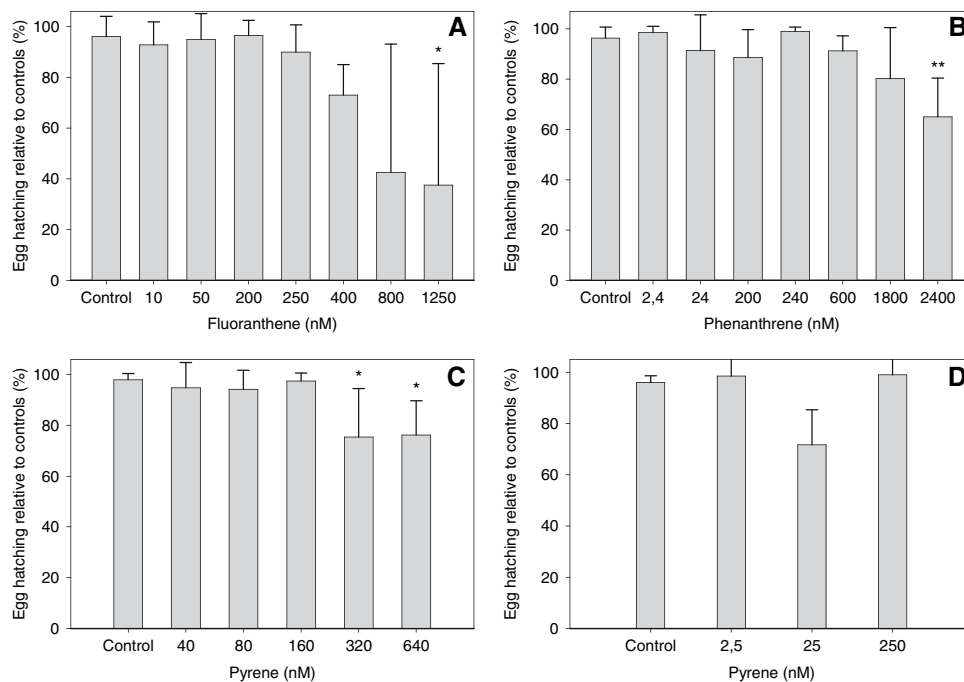 A
Egg hatching relative to controls (%)
100
80
60
40
20
0
*
Control 10 50 200 250 400 800 1250
Fluoranthene (nM)
B
Egg hatching relative to controls (%)
100
80
60
40
20
0
**
Control 2,4 24 200 240 600 1800 2400
Phenanthrene (nM)
C
Egg hatching relative to controls (%)
100
80
60
40
20
0
* *
Control 40 80 160 320 640
Pyrene (nM)
D
Egg hatching relative to controls (%)
100
80
60
40
20
0
Control 2,5 25 250
Pyrene (nM)